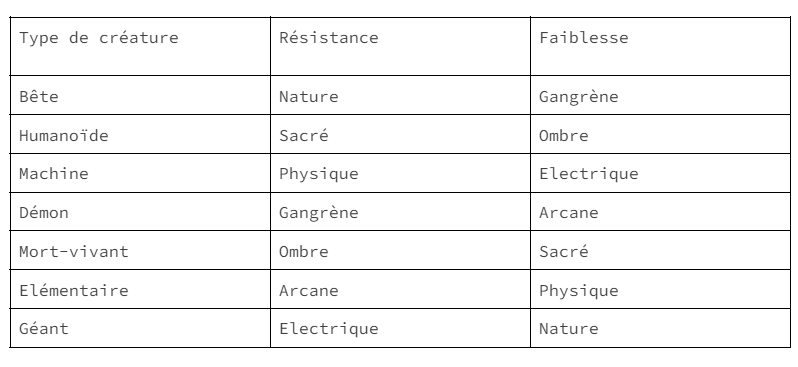 Type de créature Résistance Faiblesse
Bête Nature Gangrène
Humanoïde Sacré Ombre
Machine Physique Electrique
Démon Gangrène Arcane
Mort-vivant Ombre Sacré
Elémentaire Arcane Physique
Géant Electrique Nature